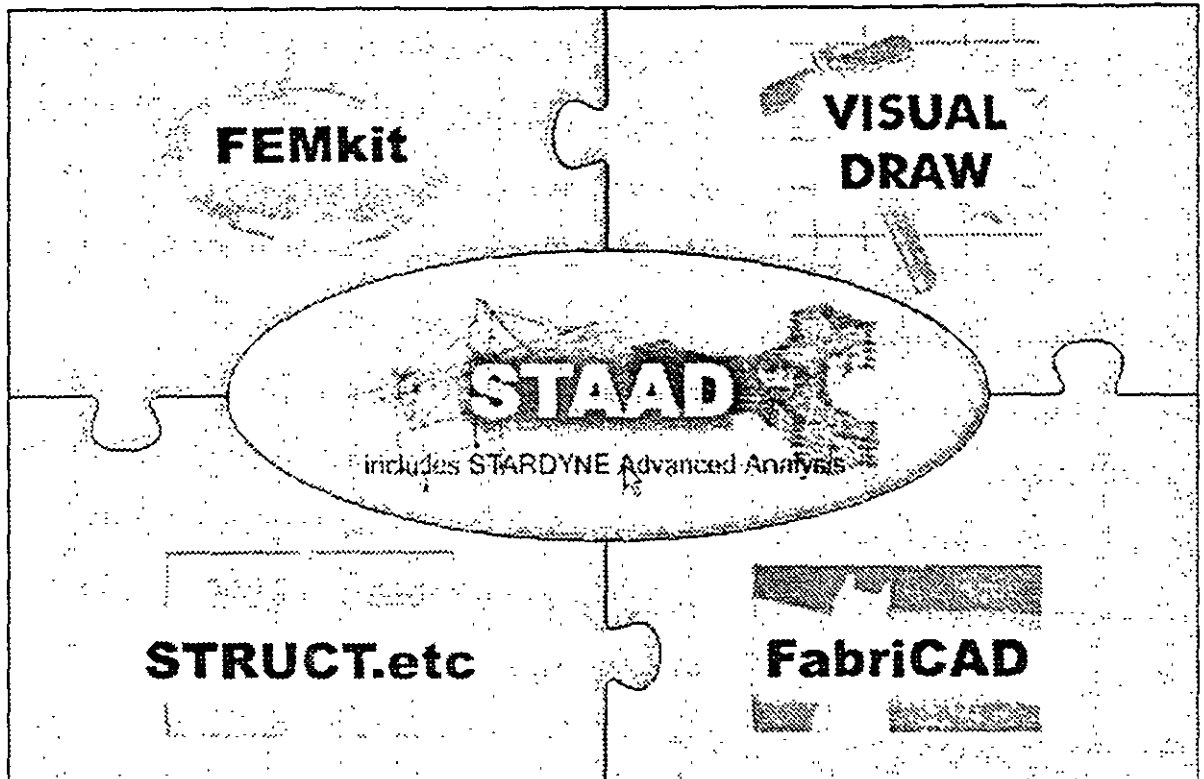 FEMkit
VISUAL
DRAW
STAAD
includes STARDYNE Advanced Analysis
STRUCT.etc
FabriCAD